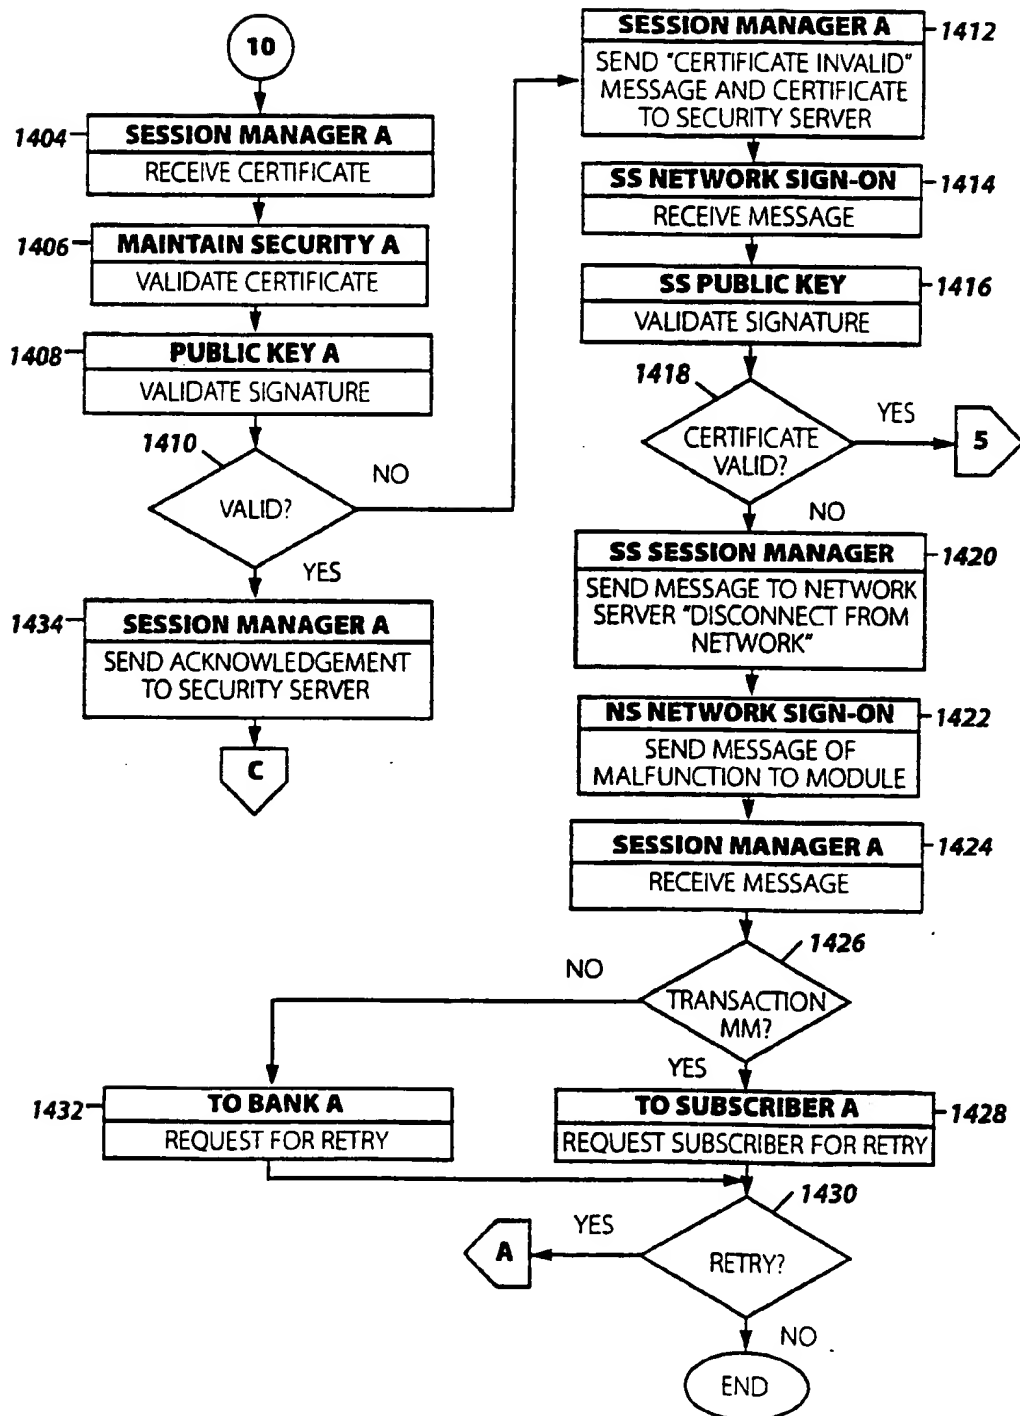 10
1404
SESSION MANAGER A
RECEIVE CERTIFICATE
1406
MAINTAIN SECURITY A
VALIDATE CERTIFICATE
1408
PUBLIC KEY A
VALIDATE SIGNATURE
1410
VALID?
NO
YES
1434
SESSION MANAGER A
SEND ACKNOWLEDGEMENT
TO SECURITY SERVER
C
SESSION MANAGER A
1412
SEND "CERTIFICATE INVALID"
MESSAGE AND CERTIFICATE
TO SECURITY SERVER
SS NETWORK SIGN-ON
1414
RECEIVE MESSAGE
SS PUBLIC KEY
1416
VALIDATE SIGNATURE
1418
CERTIFICATE
VALID?
YES
5
NO
SS SESSION MANAGER
1420
SEND MESSAGE TO NETWORK
SERVER "DISCONNECT FROM
NETWORK"
NS NETWORK SIGN-ON
1422
SEND MESSAGE OF
MALFUNCTION TO MODULE
SESSION MANAGER A
1424
RECEIVE MESSAGE
1426
TRANSACTION
MM?
NO
YES
1432
TO BANK A
REQUEST FOR RETRY
TO SUBSCRIBER A
1428
REQUEST SUBSCRIBER FOR RETRY
1430
RETRY?
YES
A
NO
END